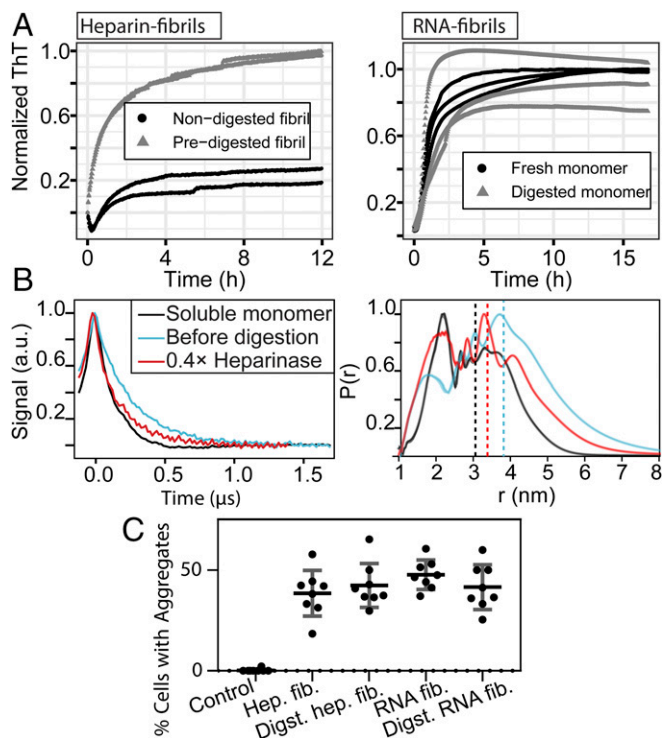 A
Heparin-fibrils
RNA-fibrils
Normalized ThT
1.0
0.6
0.2
Non-digested fibril
Pre-digested fibril
0
4
8
12
Time (h)
1.0
0.6
0.2
Fresh monomer
Digested monomer
0
5
10
15
Time (h)
B
Signal (a.u.)
1.0
0.6
0.2
Soluble monomer
Before digestion
0.4× Heparinase
0.0
0.5
1.0
1.5
Time (μs)
P(r)
1.0
0.6
0.2
1
2
3
4
5
6
7
8
r (nm)
C
% Cells with Aggregates
50
0
Control
Hep. fib.
Digst. hep. fib.
RNA fib.
Digst. RNA fib.